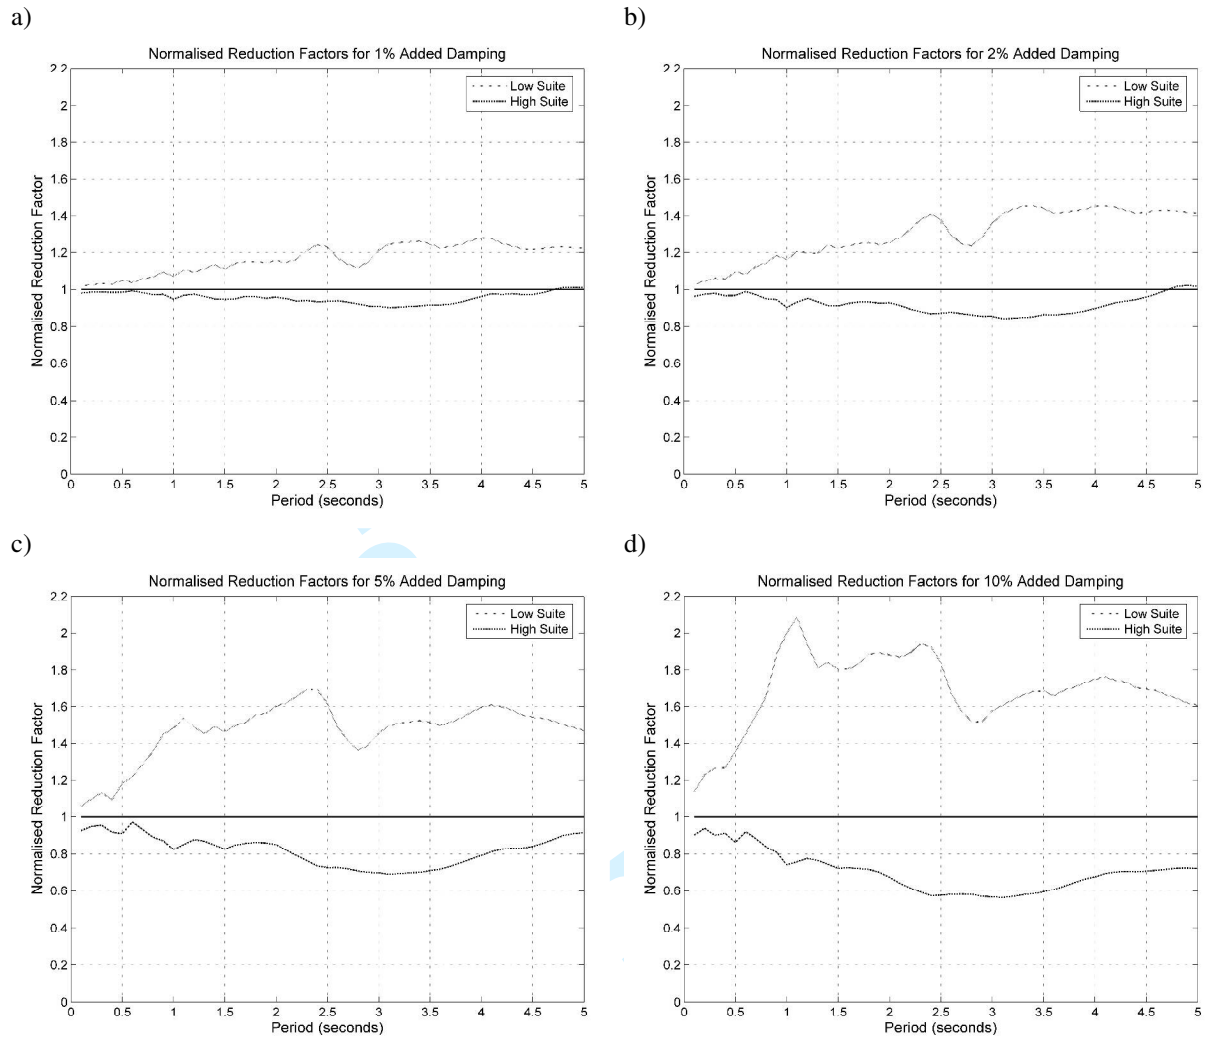 a)
Normalised Reduction Factors for 1% Added Damping
Low Suite
High Suite
2.2
2
1.8
1.6
1.4
1.2
1
0.8
0.6
0.4
0.2
0
Normalised Reduction Factor
0 0.5 1 1.5 2 2.5 3 3.5 4 4.5 5
Period (seconds)
b)
Normalised Reduction Factors for 2% Added Damping
Low Suite
High Suite
2.2
2
1.8
1.6
1.4
1.2
1
0.8
0.6
0.4
0.2
0
Normalised Reduction Factor
0 0.5 1 1.5 2 2.5 3 3.5 4 4.5 5
Period (seconds)
c)
Normalised Reduction Factors for 5% Added Damping
Low Suite
High Suite
2.2
2
1.8
1.6
1.4
1.2
1
0.8
0.6
0.4
0.2
0
Normalised Reduction Factor
0 0.5 1 1.5 2 2.5 3 3.5 4 4.5 5
Period (seconds)
d)
Normalised Reduction Factors for 10% Added Damping
Low Suite
High Suite
2.2
2
1.8
1.6
1.4
1.2
1
0.8
0.6
0.4
0.2
0
Normalised Reduction Factor
0 0.5 1 1.5 2 2.5 3 3.5 4 4.5 5
Period (seconds)